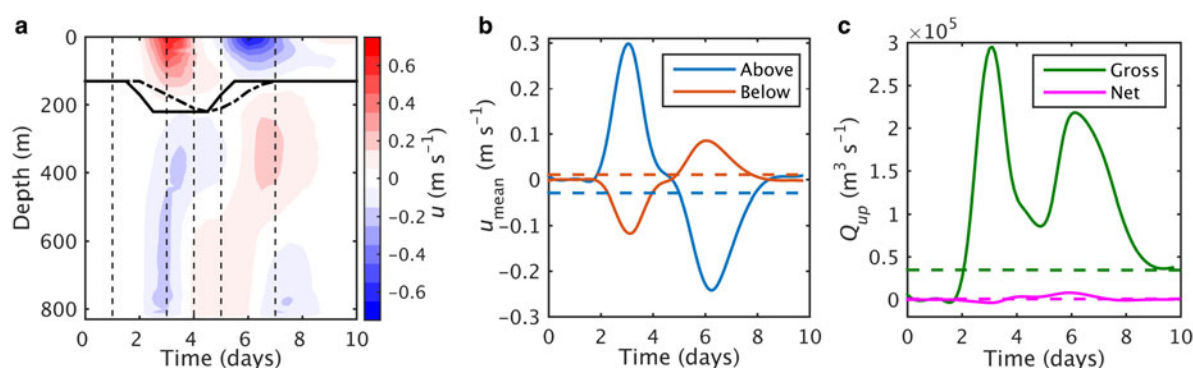 a
0
200
400
600
800
Depth (m)
0 2 4 6 8 10
Time (days)
0.6
0.4
0.2
0
−0.2
−0.4
−0.6
u (m s⁻¹)
b
0.3
0.2
0.1
0
-0.1
-0.2
-0.3
u_mean (m s⁻¹)
Above
Below
0 2 4 6 8 10
Time (days)
c
×10⁵
3
2.5
2
1.5
1
0.5
0
Q_up (m³ s⁻¹)
Gross
Net
0 2 4 6 8 10
Time (days)